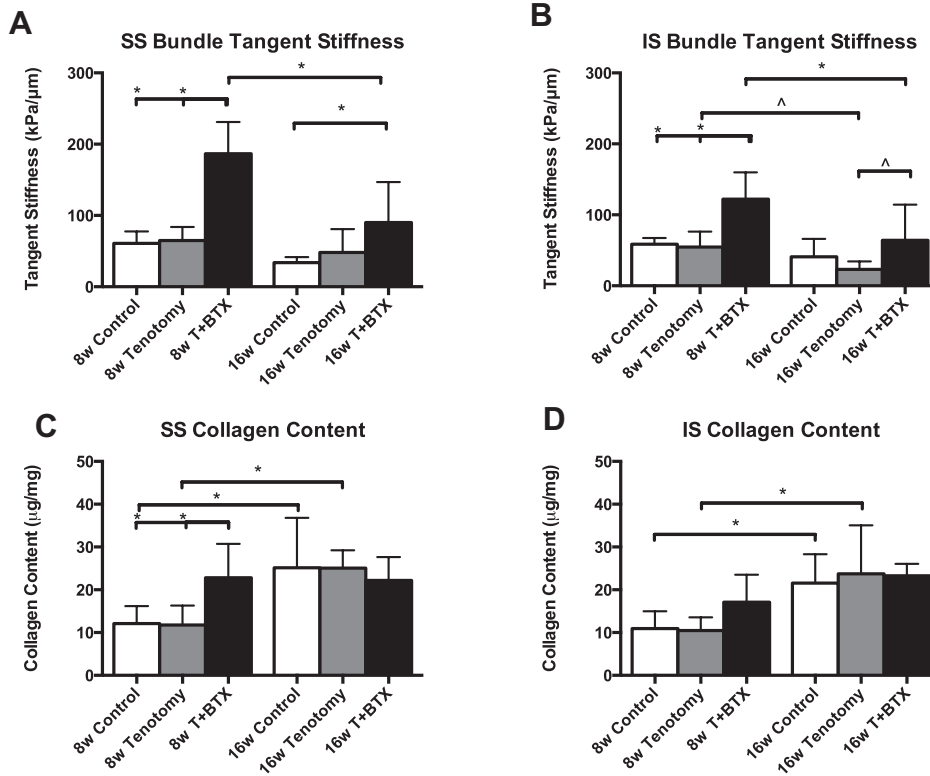 A
SS Bundle Tangent Stiffness
Tangent Stiffness (kPa/µm)
300
200
100
0
* * * *
8w Control
8w Tenotomy
8w T+BTX
16w Control
16w Tenotomy
16w T+BTX
B
IS Bundle Tangent Stiffness
Tangent Stiffness (kPa/µm)
300
200
100
0
* * * ^ ^
8w Control
8w Tenotomy
8w T+BTX
16w Control
16w Tenotomy
16w T+BTX
C
SS Collagen Content
Collagen Content (µg/mg)
50
40
30
20
10
0
* * * *
8w Control
8w Tenotomy
8w T+BTX
16w Control
16w Tenotomy
16w T+BTX
D
IS Collagen Content
Collagen Content (µg/mg)
50
40
30
20
10
0
* *
8w Control
8w Tenotomy
8w T+BTX
16w Control
16w Tenotomy
16w T+BTX